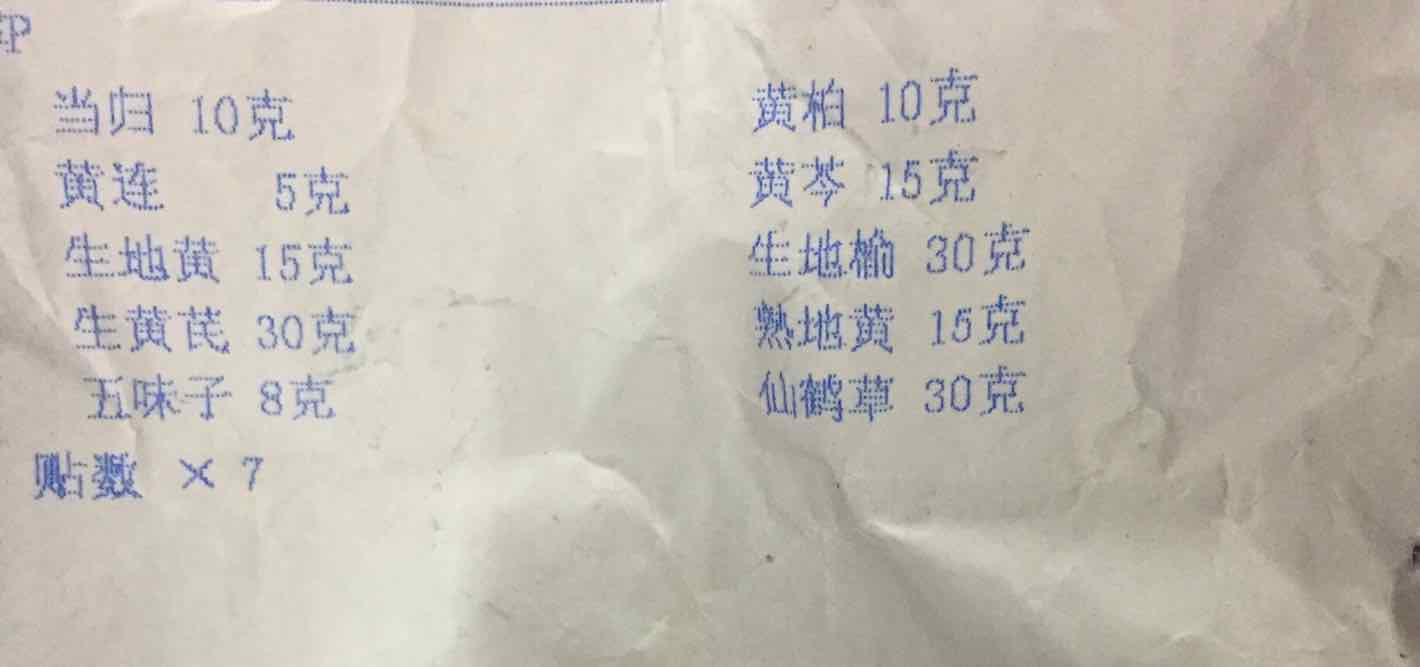 当归 10克 黄柏 10克
黄连 5克 黄芩 15克
生地黄 15克 生地榆 30克
生黄芪 30克 熟地黄 15克
五味子 8克 仙鹤草 30克
贴数 × 7